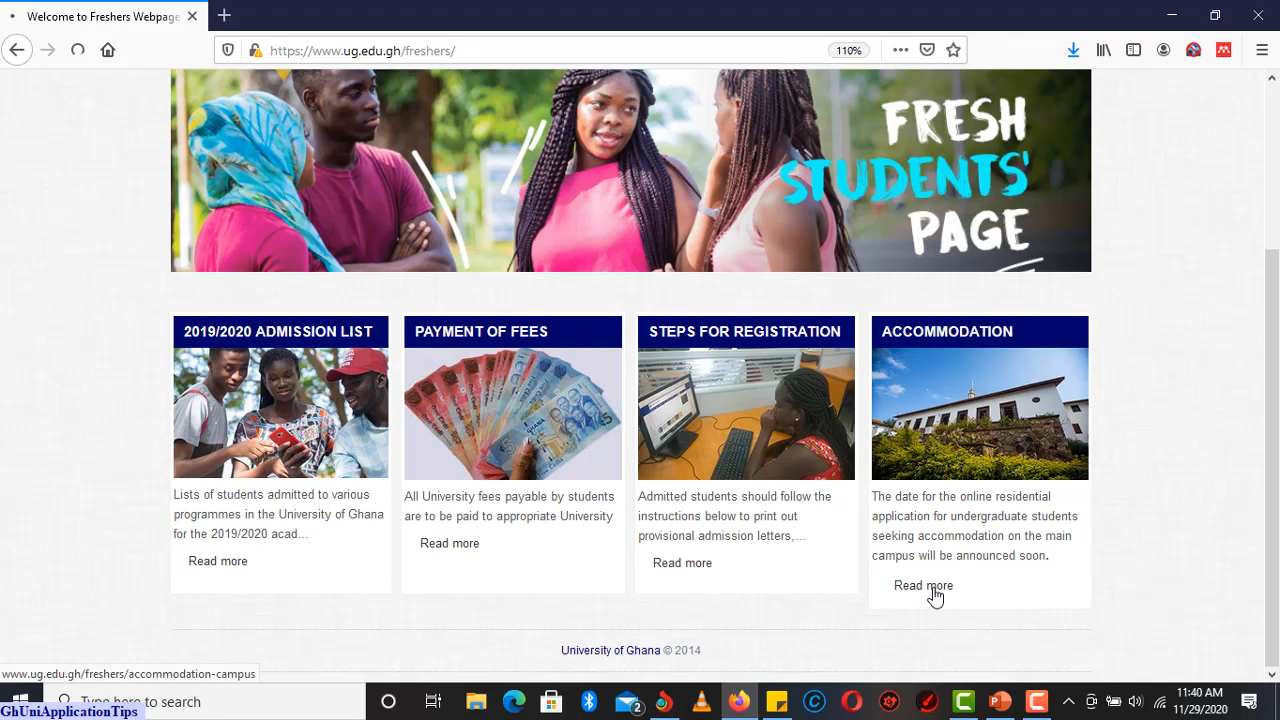 Welcome to Freshers Webpage
https://www.ug.edu.gh/freshers/
110%
FRESH
STUDENTS'
PAGE
2019/2020 ADMISSION LIST
Lists of students admitted to various
programmes in the University of Ghana
for the 2019/2020 acad...
Read more
PAYMENT OF FEES
All University fees payable by students
are to be paid to appropriate University
Read more
STEPS FOR REGISTRATION
Admitted students should follow the
instructions below to print out
provisional admission letters,...
Read more
ACCOMMODATION
The date for the online residential
application for undergraduate students
seeking accommodation on the main
campus will be announced soon.
Read more
University of Ghana © 2014
www.ug.edu.gh/freshers/accommodation-campus
Type here to search
2
11:40 AM
11/29/2020
GhUniApplicationTips